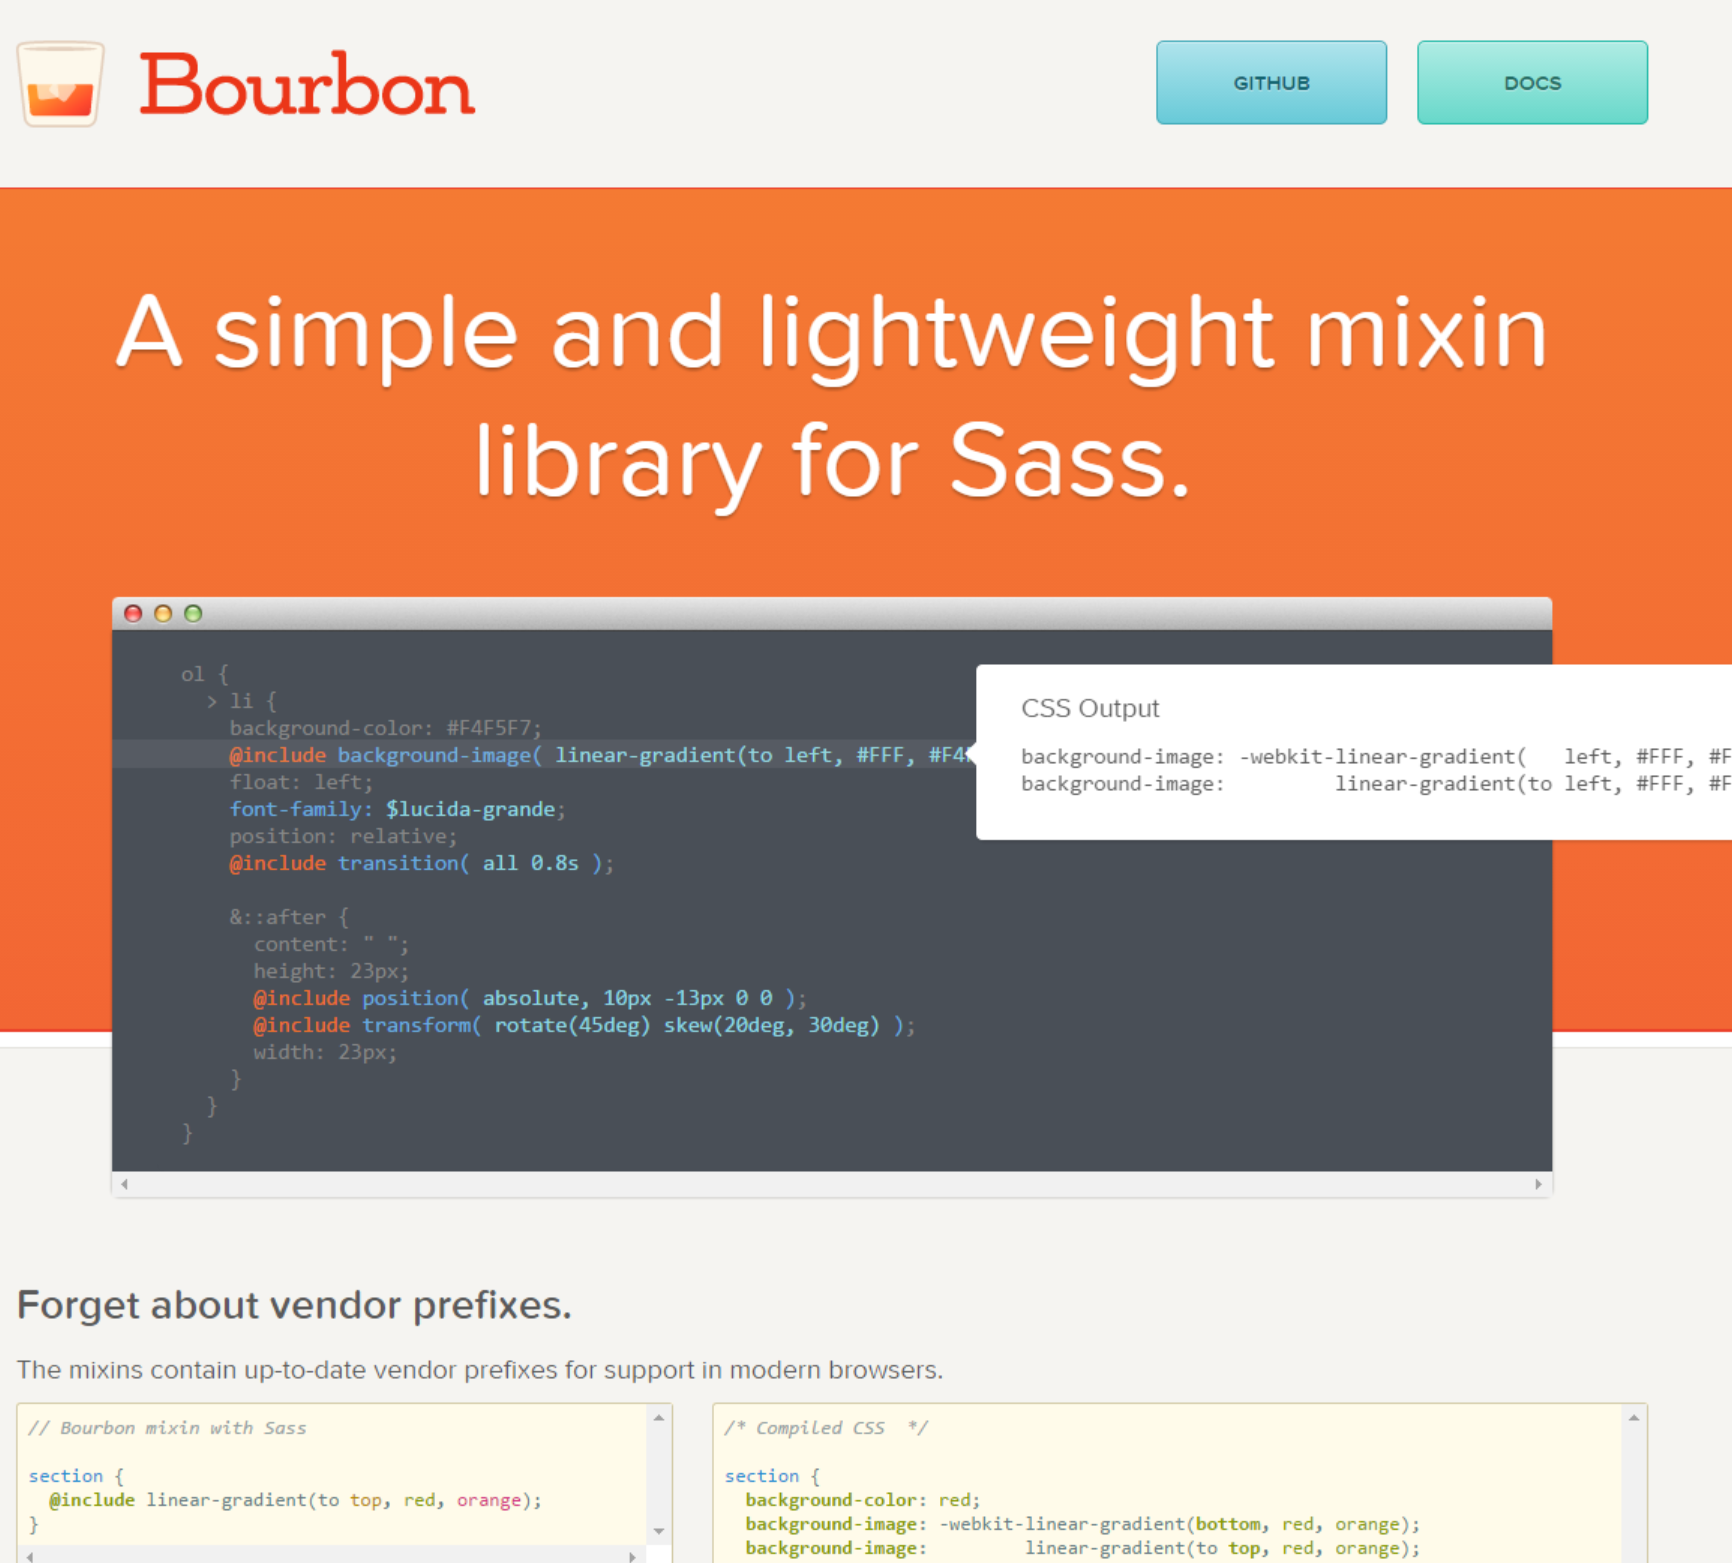 Bourbon
GITHUB
DOCS
A simple and lightweight mixin
library for Sass.
ol {
> li {
background-color: #F4F5F7;
@include background-image( linear-gradient(to left, #FFF, #F4
float: left;
font-family: $lucida-grande;
position: relative;
@include transition( all 0.8s );
&::after {
content: " ";
height: 23px;
@include position( absolute, 10px -13px 0 0 );
@include transform( rotate(45deg) skew(20deg, 30deg) );
width: 23px;
}
}
}
CSS Output
background-image: -webkit-linear-gradient(   left, #FFF, #F
background-image:         linear-gradient(to left, #FFF, #F
Forget about vendor prefixes.
The mixins contain up-to-date vendor prefixes for support in modern browsers.
// Bourbon mixin with Sass
section {
@include linear-gradient(to top, red, orange);
}
/* Compiled CSS  */
section {
background-color: red;
background-image: -webkit-linear-gradient(bottom, red, orange);
background-image:         linear-gradient(to top, red, orange);